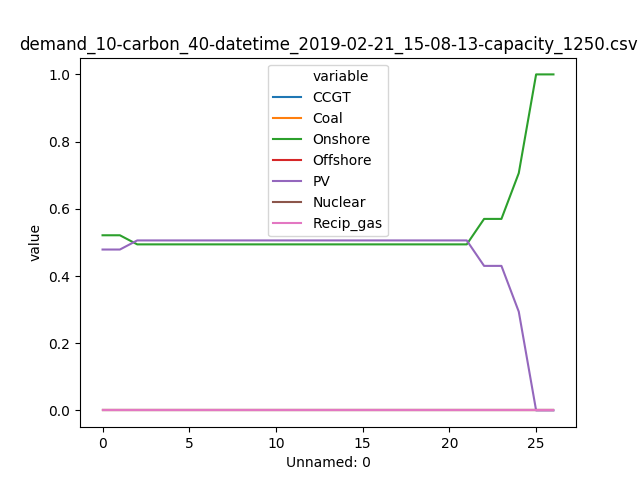 demand_10-carbon_40-datetime_2019-02-21_15-08-13-capacity_1250.csv
variable
CCGT
Coal
Onshore
Offshore
PV
Nuclear
Recip_gas
value
1.0
0.8
0.6
0.4
0.2
0.0
0 5 10 15 20 25
Unnamed: 0